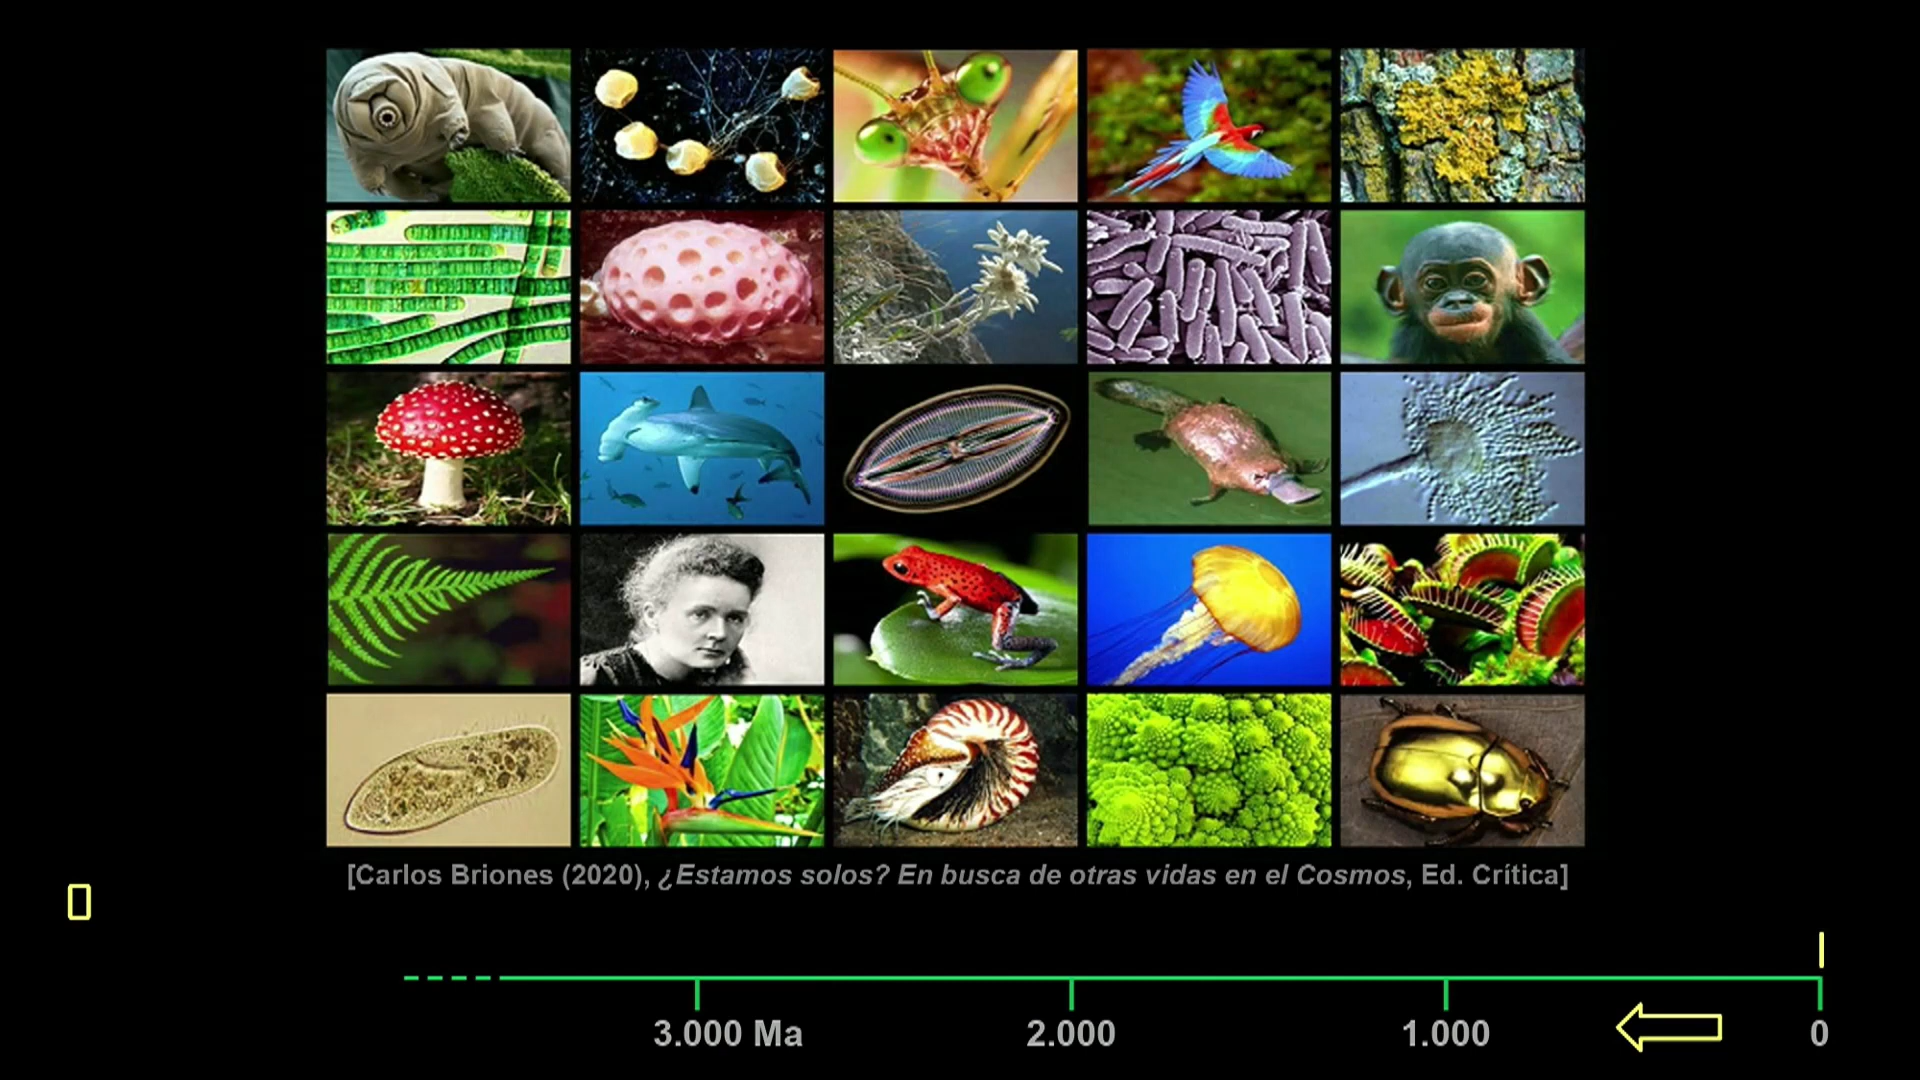 [Carlos Briones (2020), ¿Estamos solos? En busca de otras vidas en el Cosmos, Ed. Crítica]
3.000 Ma 2.000 1.000 0